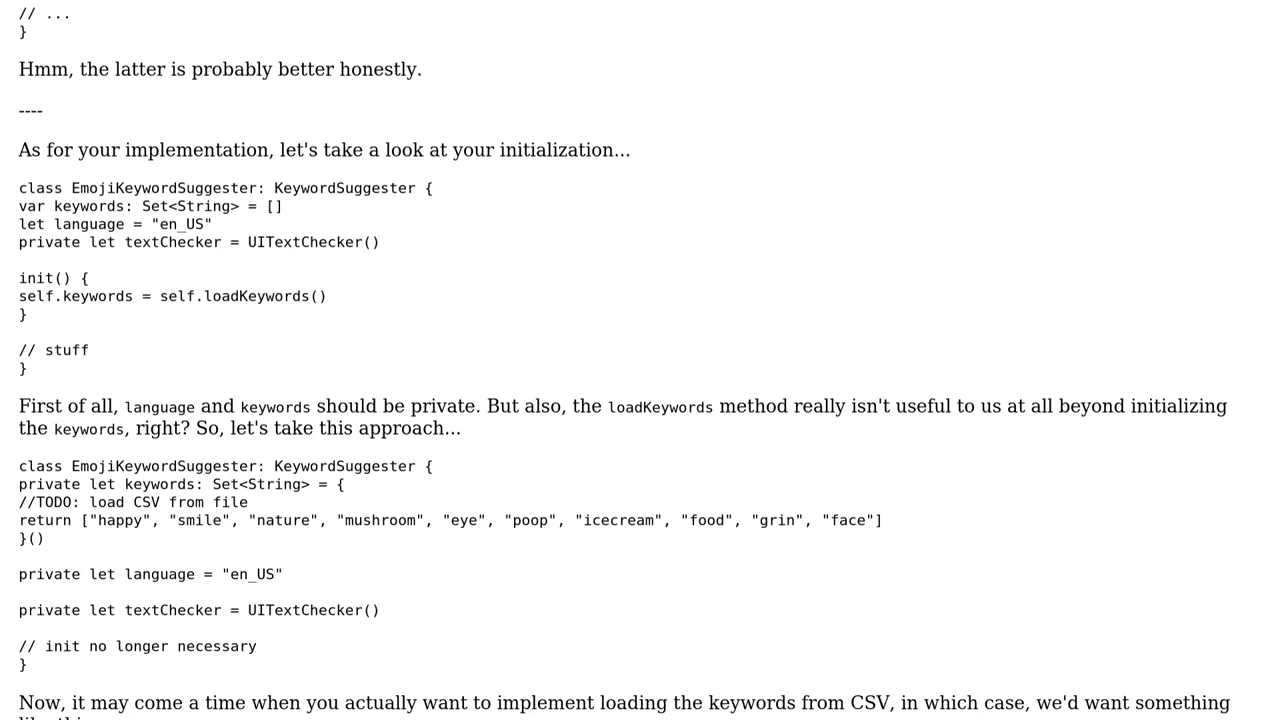 // ...
}
Hmm, the latter is probably better honestly.
----
As for your implementation, let's take a look at your initialization...
class EmojiKeywordSuggester: KeywordSuggester {
var keywords: Set<String> = []
let language = "en_US"
private let textChecker = UITextChecker()
init() {
self.keywords = self.loadKeywords()
}
// stuff
}
First of all, language and keywords should be private. But also, the loadKeywords method really isn't useful to us at all beyond initializing
the keywords, right? So, let's take this approach...
class EmojiKeywordSuggester: KeywordSuggester {
private let keywords: Set<String> = {
//TODO: load CSV from file
return ["happy", "smile", "nature", "mushroom", "eye", "poop", "icecream", "food", "grin", "face"]
}()
private let language = "en_US"
private let textChecker = UITextChecker()
// init no longer necessary
}
Now, it may come a time when you actually want to implement loading the keywords from CSV, in which case, we'd want something